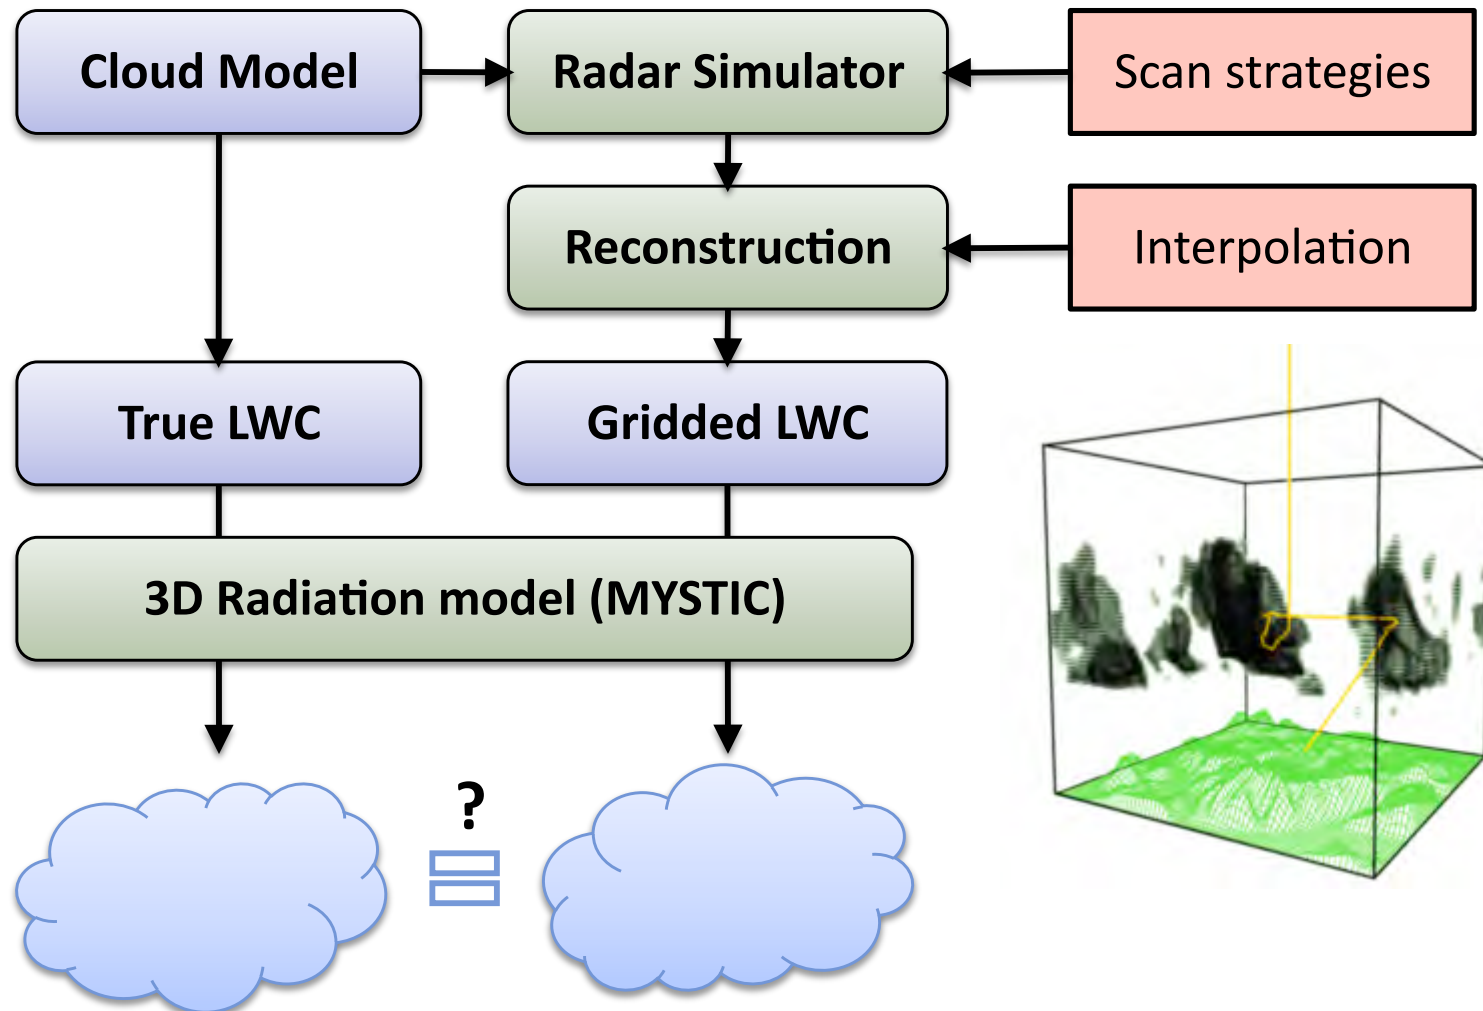 Cloud Model
Radar Simulator
Scan strategies
Reconstruction
Interpolation
True LWC
Gridded LWC
3D Radiation model (MYSTIC)
?